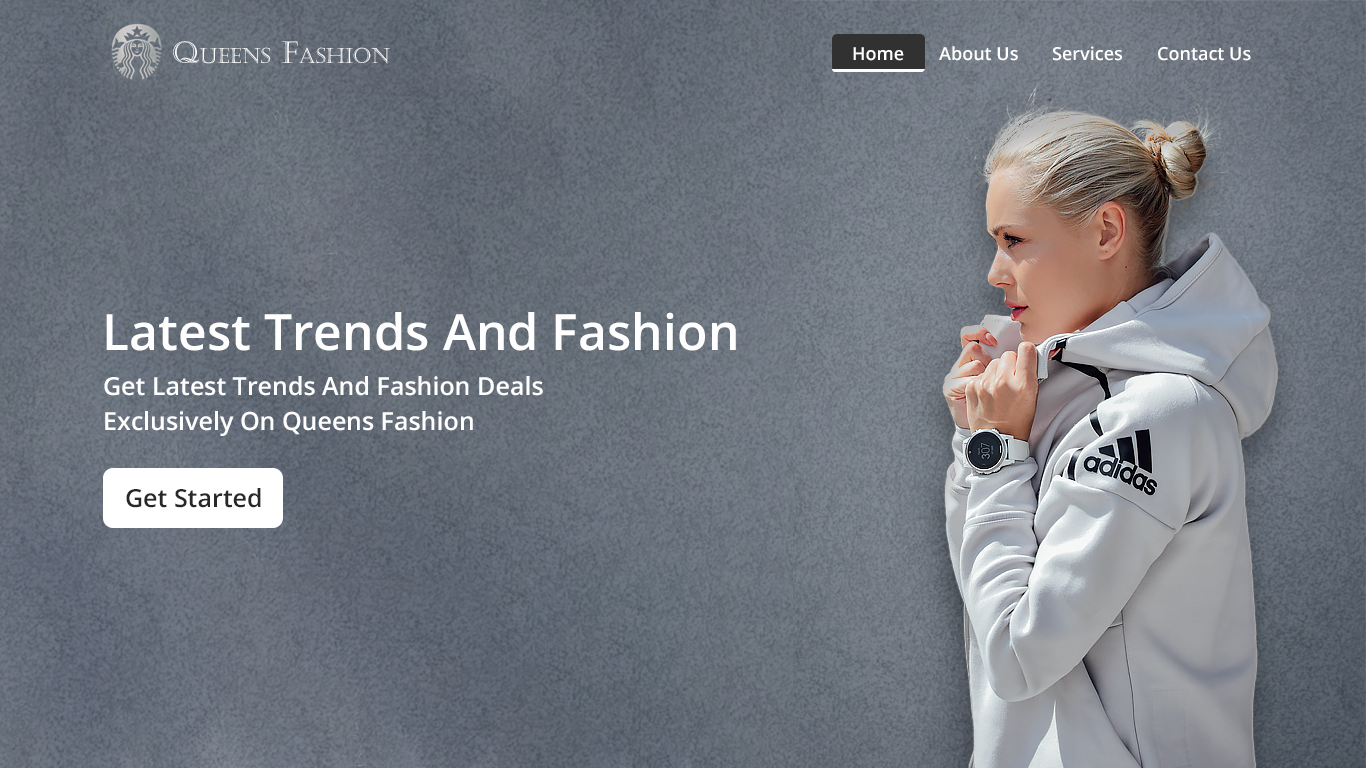 Queens Fashion
Home
About Us
Services
Contact Us
Latest Trends And Fashion
Get Latest Trends And Fashion Deals
Exclusively On Queens Fashion
Get Started
307
adidas